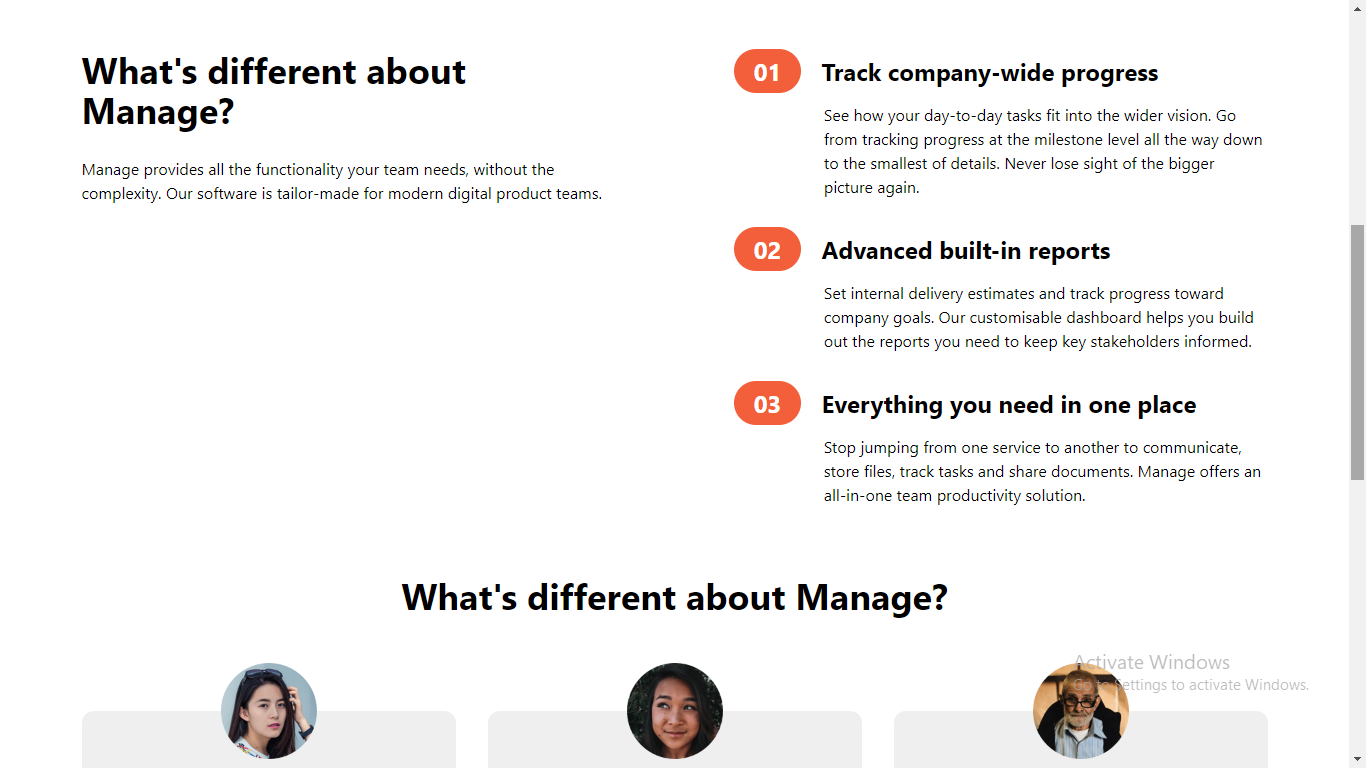 What's different about
Manage?
Manage provides all the functionality your team needs, without the
complexity. Our software is tailor-made for modern digital product teams.
01
Track company-wide progress
See how your day-to-day tasks fit into the wider vision. Go
from tracking progress at the milestone level all the way down
to the smallest of details. Never lose sight of the bigger
picture again.
02
Advanced built-in reports
Set internal delivery estimates and track progress toward
company goals. Our customisable dashboard helps you build
out the reports you need to keep key stakeholders informed.
03
Everything you need in one place
Stop jumping from one service to another to communicate,
store files, track tasks and share documents. Manage offers an
all-in-one team productivity solution.
What's different about Manage?
Activate Windows
Go to Settings to activate Windows.